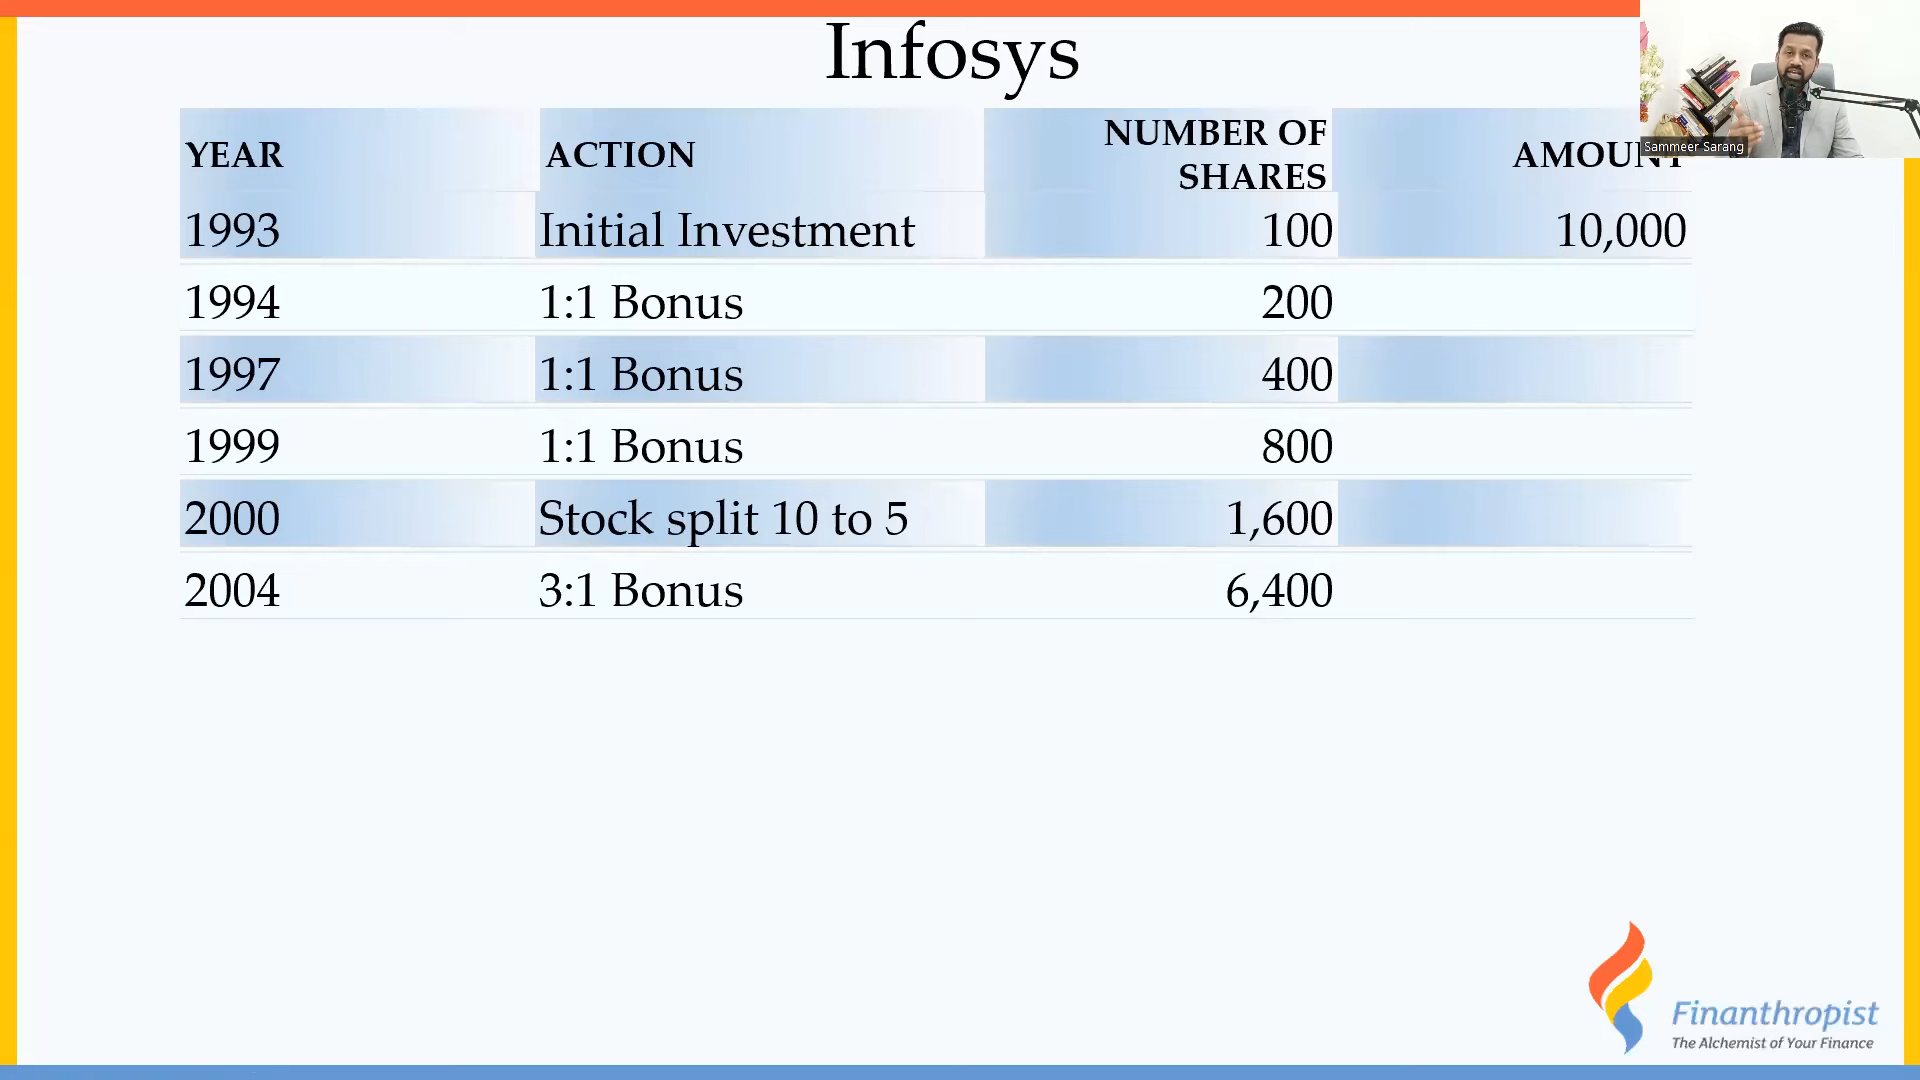 Infosys
YEAR ACTION NUMBER OF SHARES AMOUNT
1993 Initial Investment 100 10,000
1994 1:1 Bonus 200
1997 1:1 Bonus 400
1999 1:1 Bonus 800
2000 Stock split 10 to 5 1,600
2004 3:1 Bonus 6,400
Sammeer Sarang
Finanthropist
The Alchemist of Your Finance